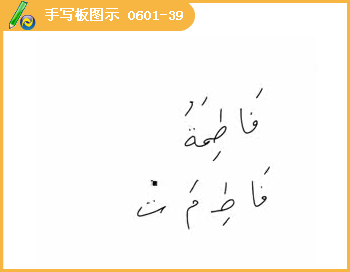 手写板图示 0601-39
فَاطِمَةُ
فَا طِ مَ ت